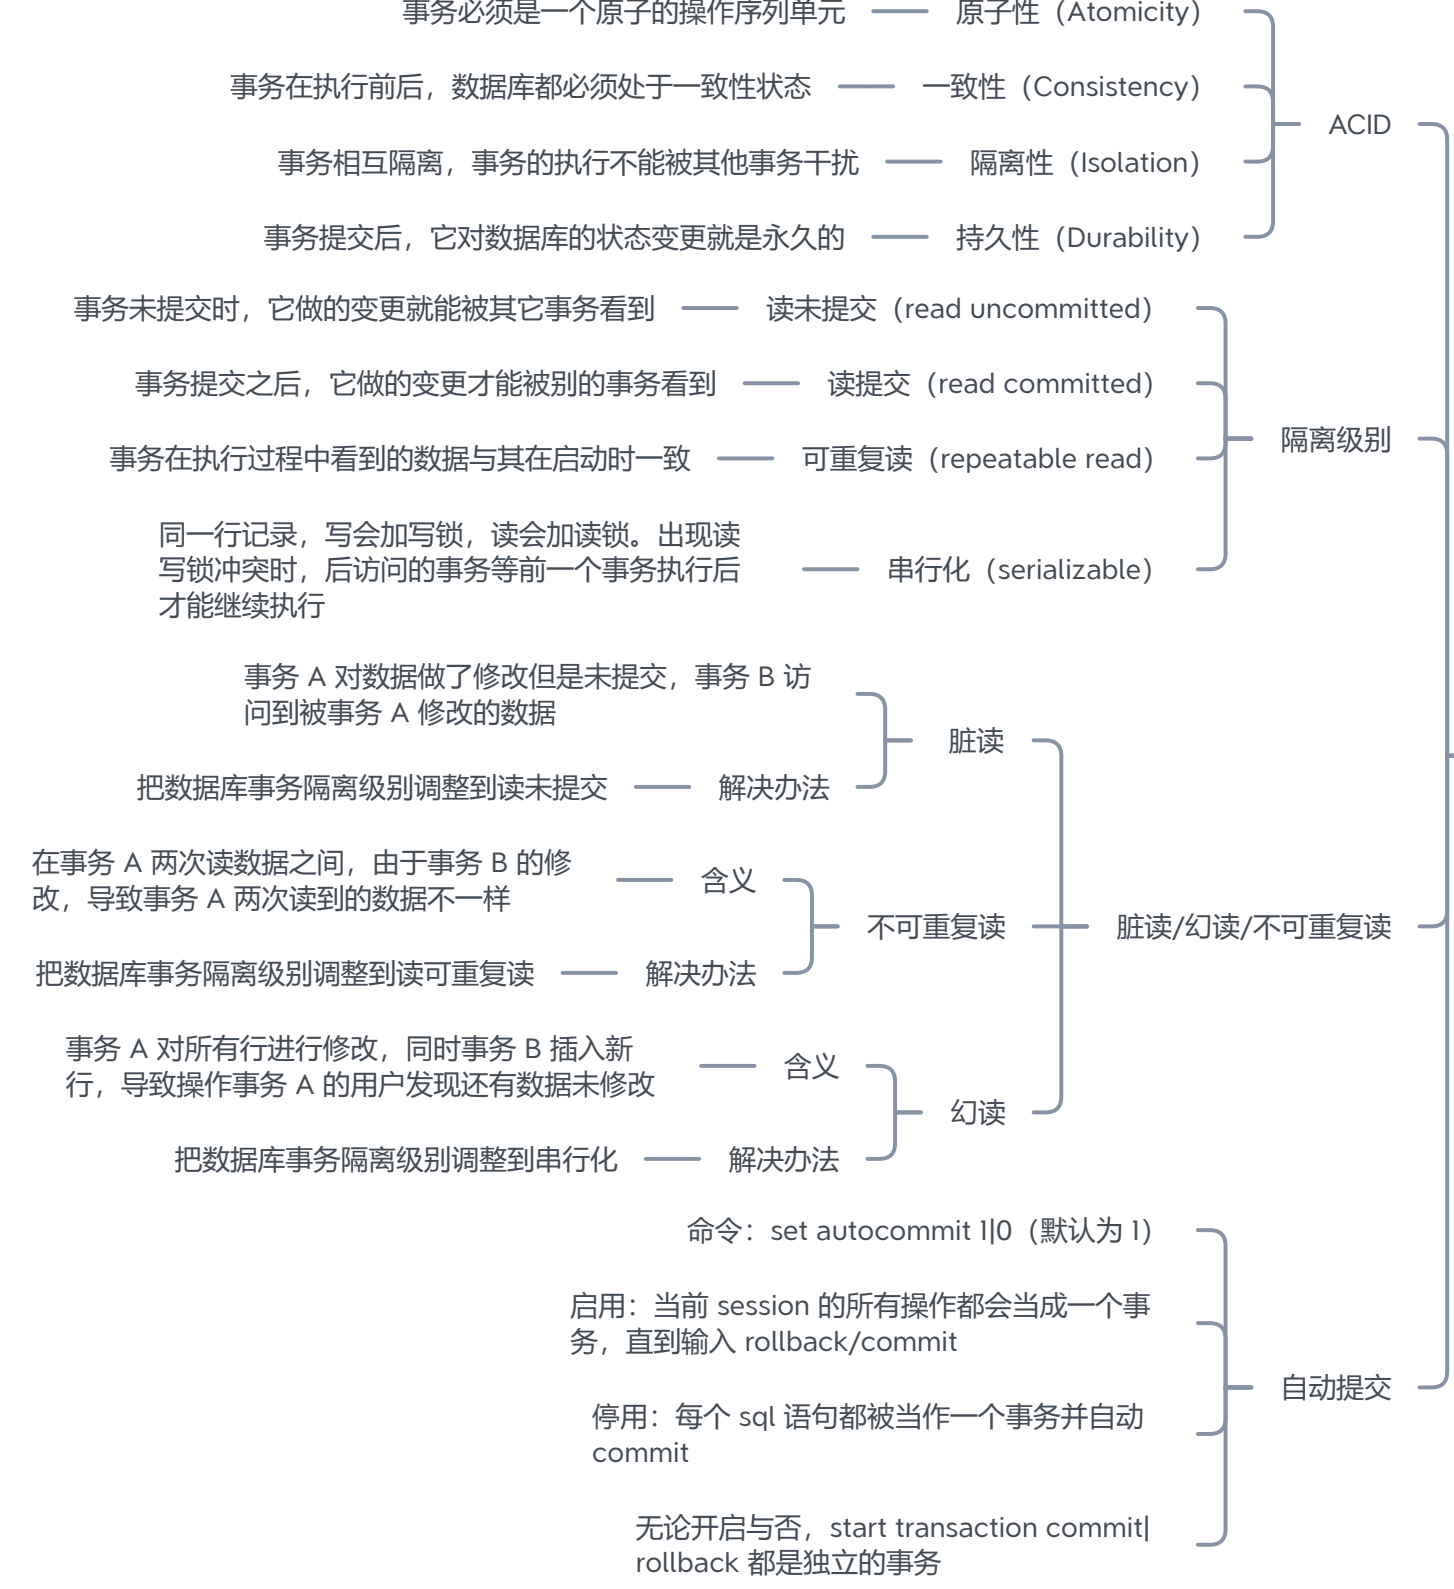 事务必须是一个原子的操作序列单元 原子性（Atomicity）
事务在执行前后，数据库都必须处于一致性状态 一致性（Consistency）
ACID
事务相互隔离，事务的执行不能被其他事务干扰 隔离性（Isolation）
事务提交后，它对数据库的状态变更就是永久的 持久性（Durability）
事务未提交时，它做的变更就能被其它事务看到 读未提交（read uncommitted）
事务提交之后，它做的变更才能被别的事务看到 读提交（read committed）
隔离级别
事务在执行过程中看到的数据与其在启动时一致 可重复读（repeatable read）
同一行记录，写会加写锁，读会加读锁。出现读
写锁冲突时，后访问的事务等前一个事务执行后
才能继续执行
串行化（serializable）
事务 A 对数据做了修改但是未提交，事务 B 访
问到被事务 A 修改的数据
脏读
把数据库事务隔离级别调整到读未提交 解决办法
在事务 A 两次读数据之间，由于事务 B 的修
改，导致事务 A 两次读到的数据不一样
含义
不可重复读
脏读/幻读/不可重复读
把数据库事务隔离级别调整到读可重复读 解决办法
事务 A 对所有行进行修改，同时事务 B 插入新
行，导致操作事务 A 的用户发现还有数据未修改
含义
幻读
把数据库事务隔离级别调整到串行化 解决办法
命令：set autocommit 1|0（默认为 1）
启用：当前 session 的所有操作都会当成一个事
务，直到输入 rollback/commit
自动提交
停用：每个 sql 语句都被当作一个事务并自动
commit
无论开启与否，start transaction commit|
rollback 都是独立的事务